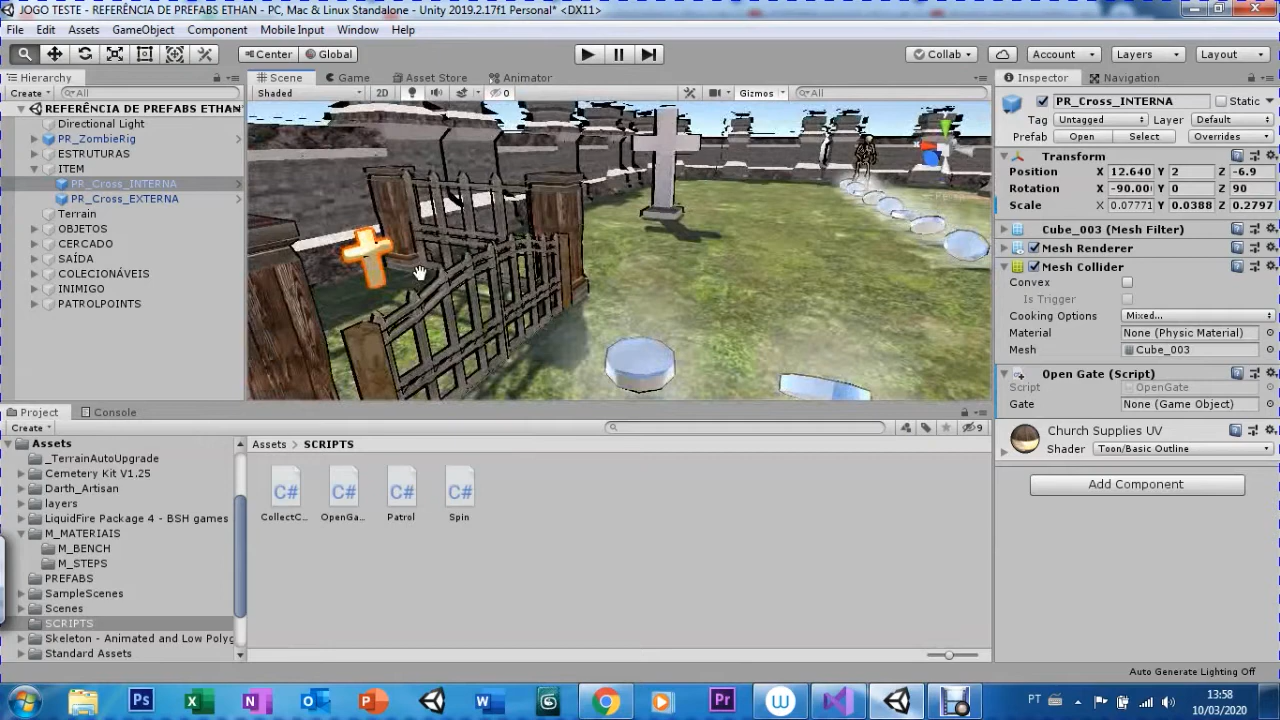 JOGO TESTE - REFERÊNCIA DE PREFABS ETHAN - PC, Mac & Linux Standalone - Unity 2019.2.17f1 Personal* <DX11>
File Edit Assets GameObject Component Mobile Input Window Help
Center Global Collab Account Layers Layout
Hierarchy Scene Game Asset Store Animator Inspector Navigation
Create All Shaded 2D 0 Gizmos All
REFERÊNCIA DE PREFABS ETHAN*
Directional Light
PR_ZombieRig
ESTRUTURAS
ITEM
PR_Cross_INTERNA
PR_Cross_EXTERNA
Terrain
OBJETOS
CERCADO
SAÍDA
COLECIONÁVEIS
INIMIGO
PATROLPOINTS
PR_Cross_INTERNA Static
Tag Untagged Layer Default
Prefab Open Select Overrides
Transform
Position X 12.640 Y 2 Z -6.9
Rotation X -90.00 Y 0 Z 90
Scale X 0.07771 Y 0.0388 Z 0.2797
Cube_003 (Mesh Filter)
Mesh Renderer
Mesh Collider
Convex
Is Trigger
Cooking Options Mixed...
Material None (Physic Material)
Mesh Cube_003
Open Gate (Script)
Script OpenGate
Gate None (Game Object)
Church Supplies UV
Shader Toon/Basic Outline
Add Component
Project Console
Create 9
Assets
_TerrainAutoUpgrade
Cemetery Kit V1.25
Darth_Artisan
layers
LiquidFire Package 4 - BSH games
M_MATERIAIS
M_BENCH
M_STEPS
PREFABS
SampleScenes
Scenes
SCRIPTS
Skeleton - Animated and Low Polyg
Standard Assets
Assets SCRIPTS
C# C# C# C#
CollectC... OpenGa... Patrol Spin
Auto Generate Lighting Off
Ps Pr PT 13:58
10/03/2020